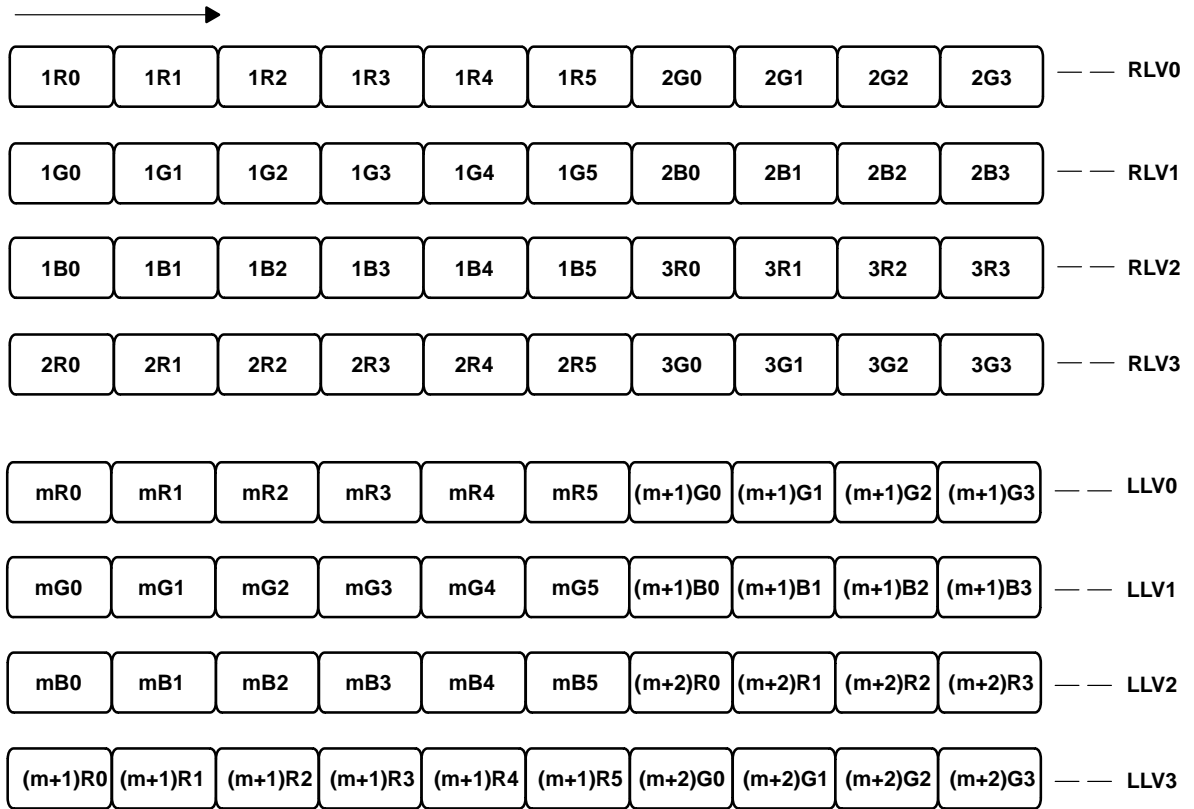 1R0 1R1 1R2 1R3 1R4 1R5 2G0 2G1 2G2 2G3 RLV0
1G0 1G1 1G2 1G3 1G4 1G5 2B0 2B1 2B2 2B3 RLV1
1B0 1B1 1B2 1B3 1B4 1B5 3R0 3R1 3R2 3R3 RLV2
2R0 2R1 2R2 2R3 2R4 2R5 3G0 3G1 3G2 3G3 RLV3
mR0 mR1 mR2 mR3 mR4 mR5 (m+1)G0 (m+1)G1 (m+1)G2 (m+1)G3 LLV0
mG0 mG1 mG2 mG3 mG4 mG5 (m+1)B0 (m+1)B1 (m+1)B2 (m+1)B3 LLV1
mB0 mB1 mB2 mB3 mB4 mB5 (m+2)R0 (m+2)R1 (m+2)R2 (m+2)R3 LLV2
(m+1)R0 (m+1)R1 (m+1)R2 (m+1)R3 (m+1)R4 (m+1)R5 (m+2)G0 (m+2)G1 (m+2)G2 (m+2)G3 LLV3